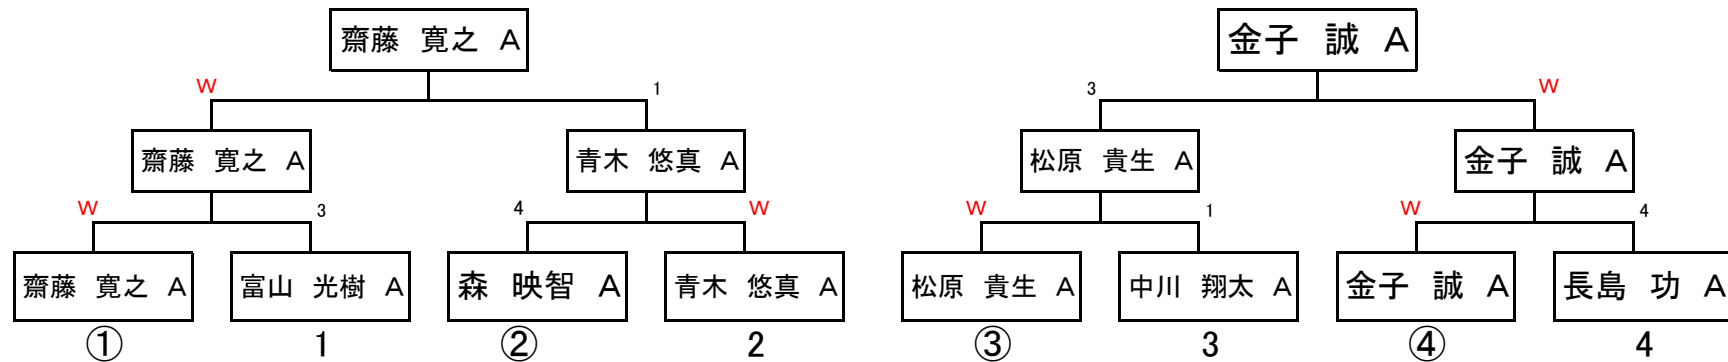 齋藤 寛之 A 金子 誠 A
W 1 3 W
齋藤 寛之 A 青木 悠真 A 松原 貴生 A 金子 誠 A
W 3 4 W W 1 W 4
齋藤 寛之 A 富山 光樹 A 森 映智 A 青木 悠真 A 松原 貴生 A 中川 翔太 A 金子 誠 A 長島 功 A
① 1 ② 2 ③ 3 ④ 4